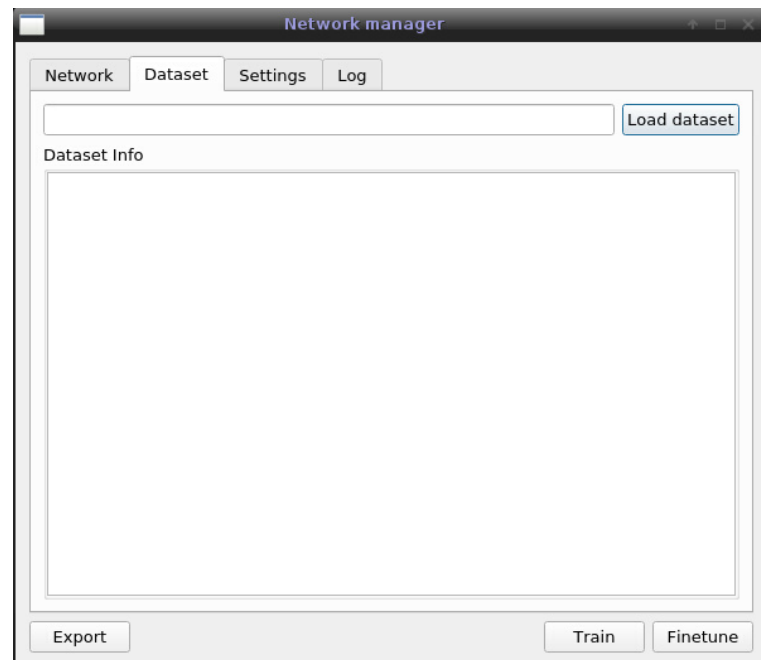 Network manager
Network Dataset Settings Log
Load dataset
Dataset Info
Export Train Finetune